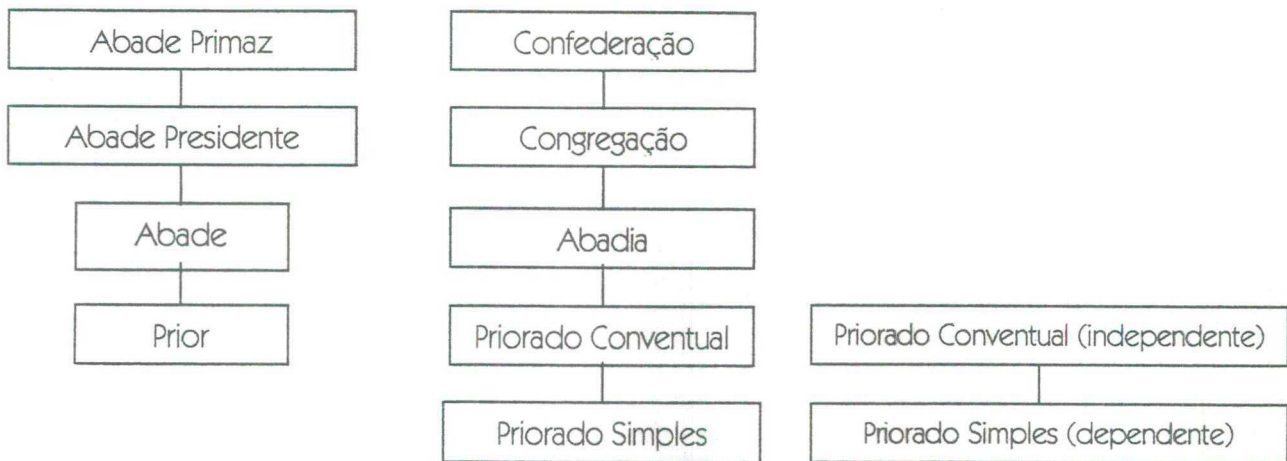 Abade Primaz
Abade Presidente
Abade
Prior
Confederação
Congregação
Abadia
Priorado Conventual
Priorado Simples
Priorado Conventual (independente)
Priorado Simples (dependente)